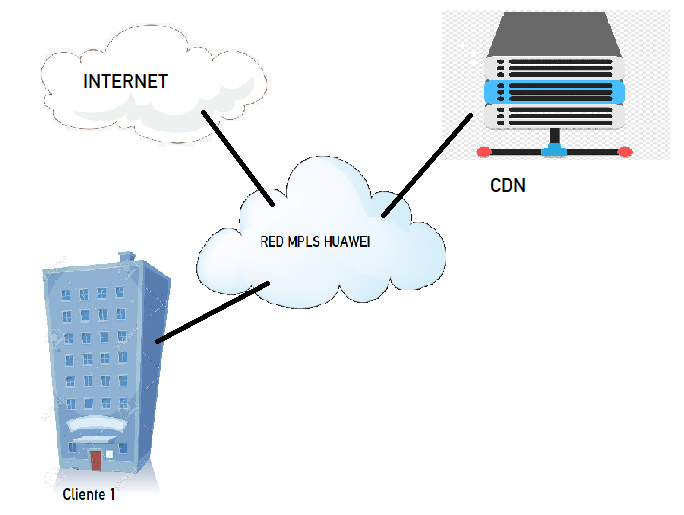 INTERNET
CDN
RED MPLS HUAWEI
Cliente 1